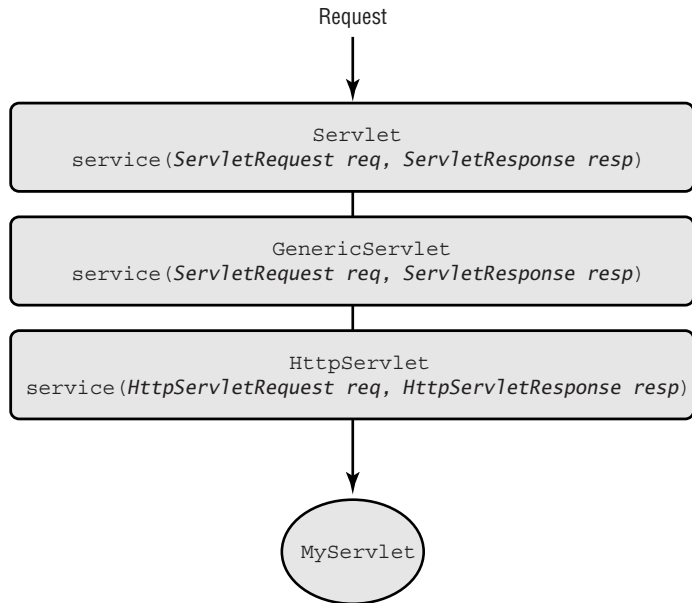 Request
Servlet
service(ServletRequest req, ServletResponse resp)
GenericServlet
service(ServletRequest req, ServletResponse resp)
HttpServlet
service(HttpServletRequest req, HttpServletResponse resp)
MyServlet